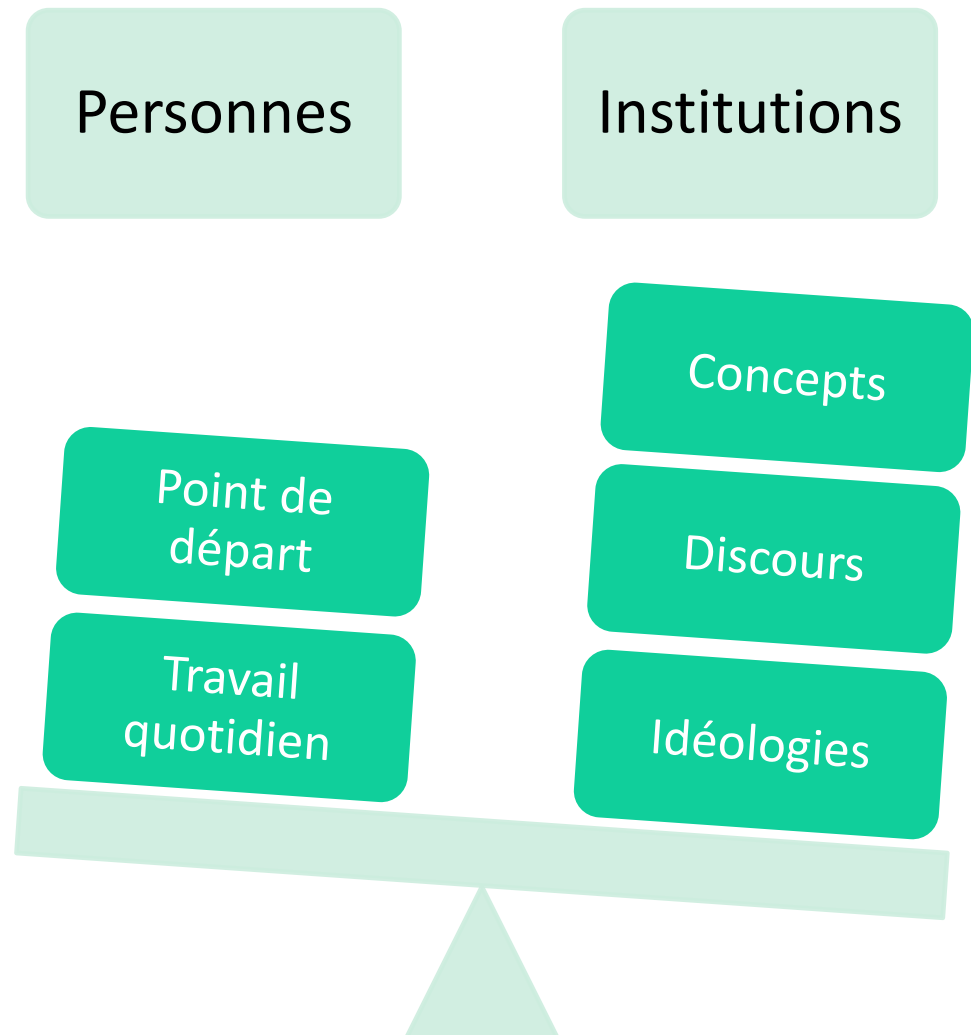 Personnes
Institutions
Point de
départ
Travail
quotidien
Concepts
Discours
Idéologies